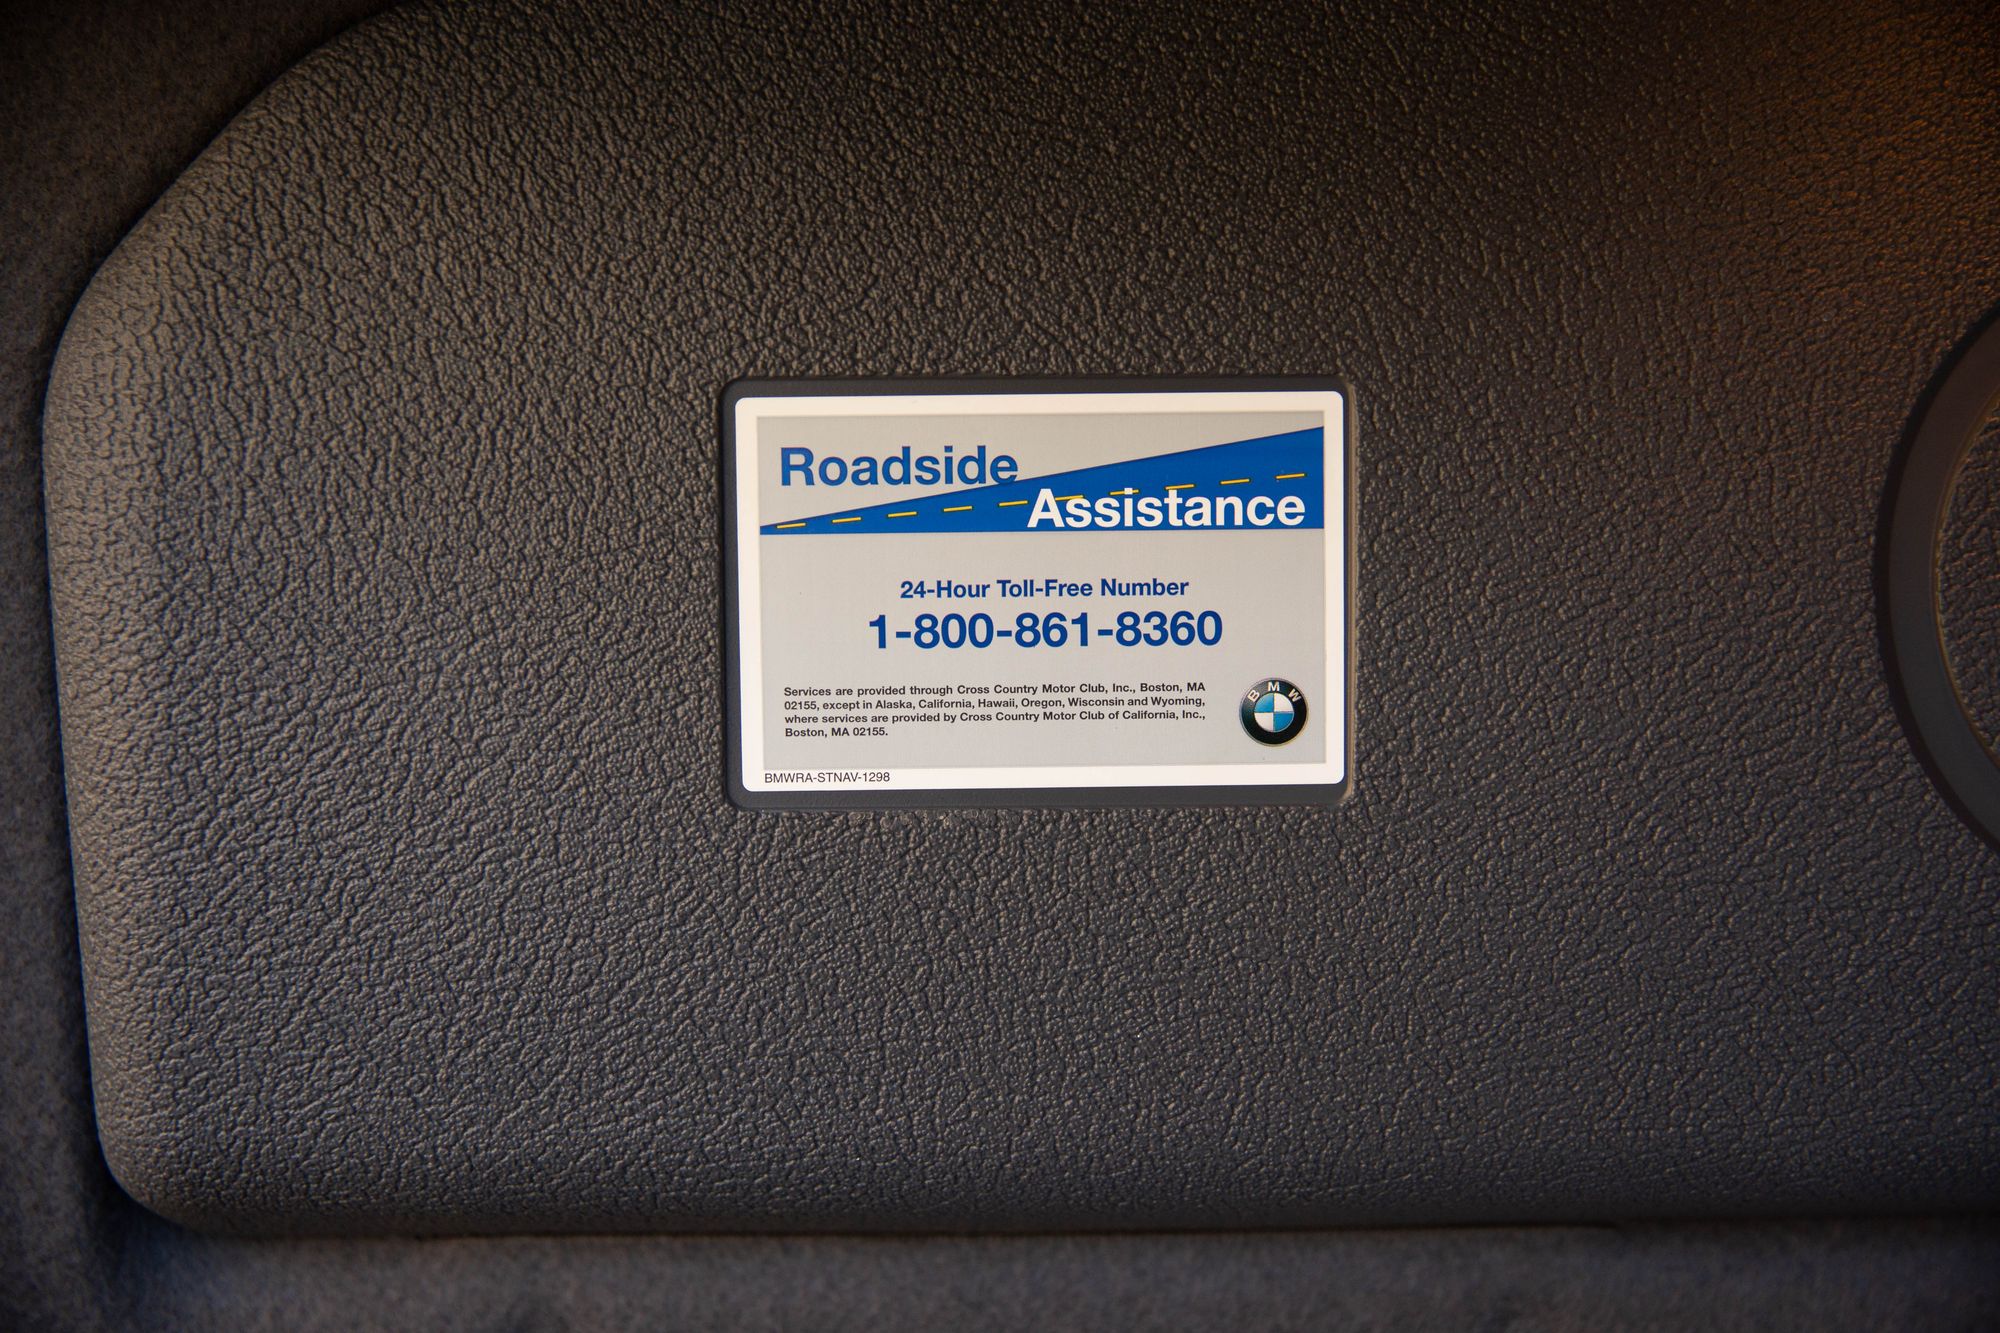 Roadside
Assistance
24-Hour Toll-Free Number
1-800-861-8360
Services are provided through Cross Country Motor Club, Inc., Boston, MA
02155, except in Alaska, California, Hawaii, Oregon, Wisconsin and Wyoming,
where services are provided by Cross Country Motor Club of California, Inc.,
Boston, MA 02155.
BMW
BMWRA-STNAV-1298